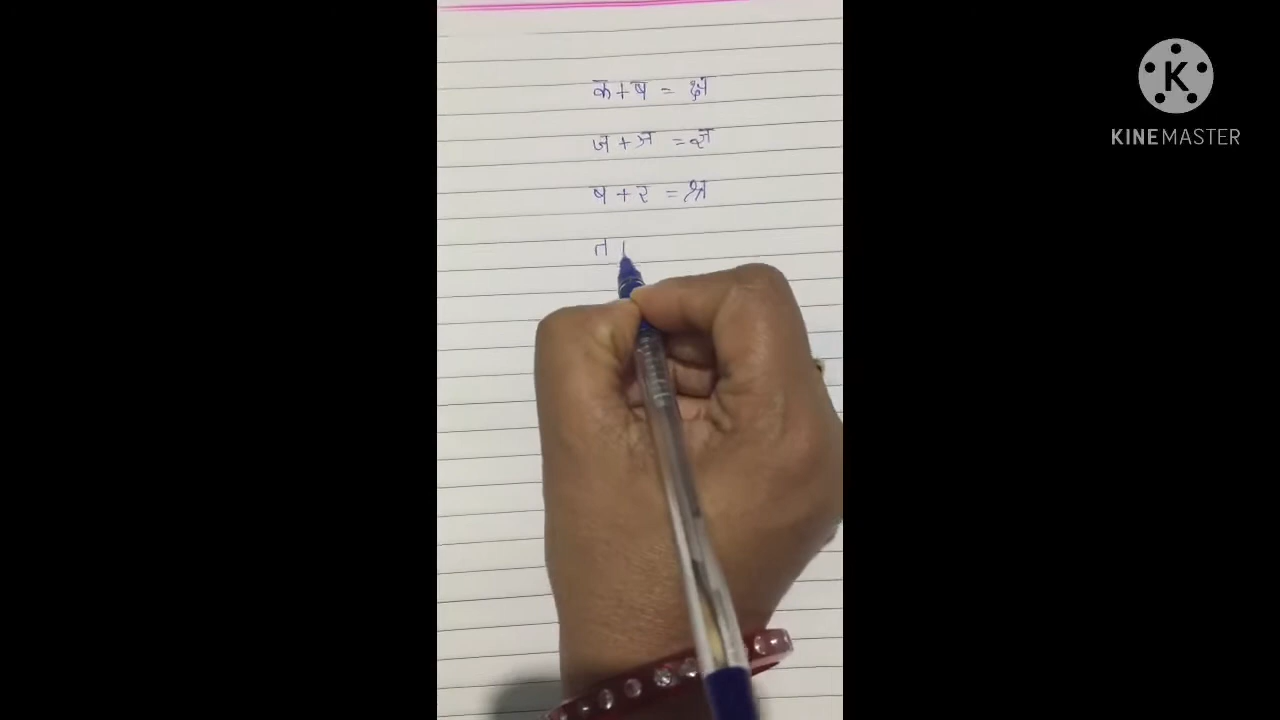 क + ष = क्ष
ज + ञ = ज्ञ
ष + र = श्र
त
KINEMASTER